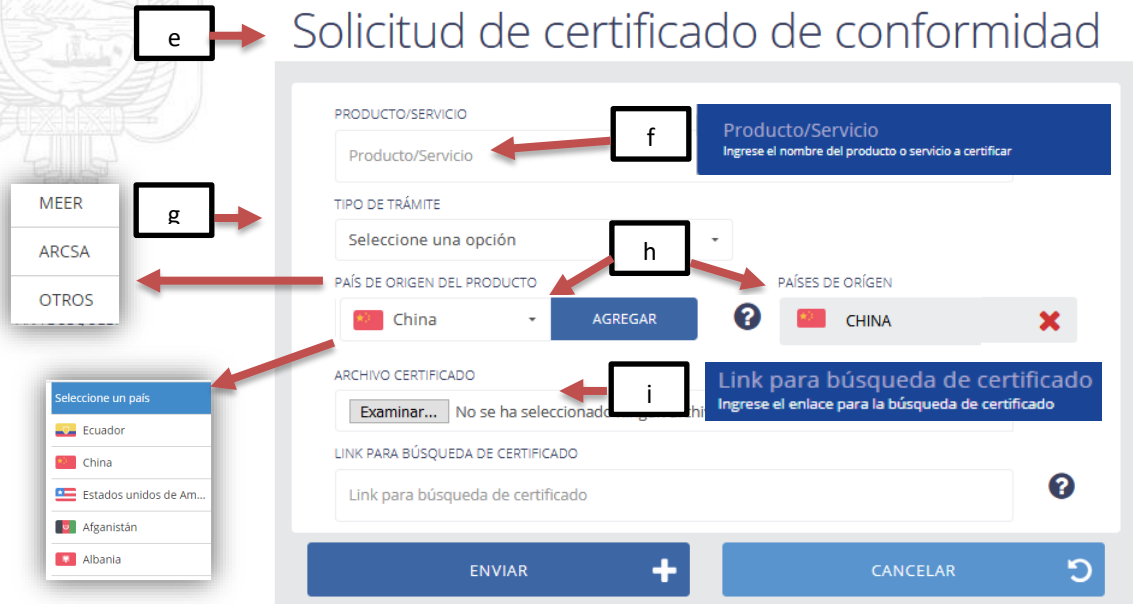 e
Solicitud de certificado de conformidad
PRODUCTO/SERVICIO
Producto/Servicio
f
Producto/Servicio
Ingrese el nombre del producto o servicio a certificar
MEER
ARCSA
OTROS
g
TIPO DE TRÁMITE
Seleccione una opción
h
PAÍS DE ORIGEN DEL PRODUCTO
China
AGREGAR
?
PAÍSES DE ORÍGEN
CHINA
ARCHIVO CERTIFICADO
Examinar... No se ha seleccionado
i
Link para búsqueda de certificado
Ingrese el enlace para la búsqueda de certificado
Seleccione un país
Ecuador
China
Estados unidos de Am...
Afganistán
Albania
LINK PARA BÚSQUEDA DE CERTIFICADO
Link para búsqueda de certificado
?
ENVIAR
CANCELAR